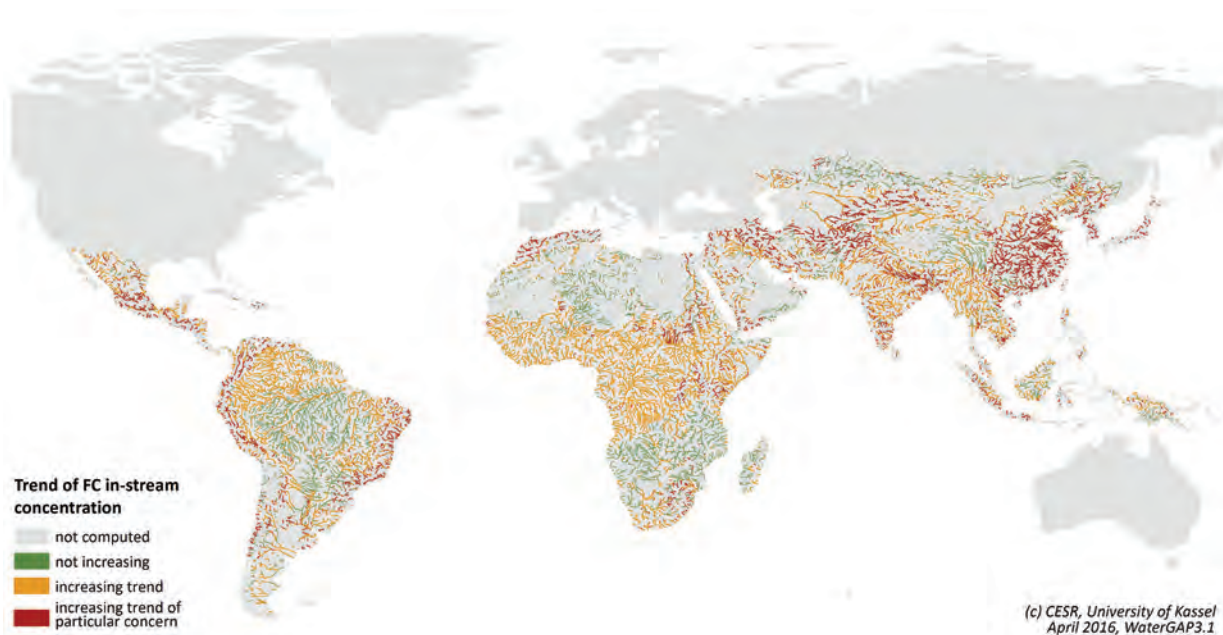 Trend of FC in-stream
concentration
not computed
not increasing
increasing trend
increasing trend of
particular concern
(c) CESR, University of Kassel
April 2016, WaterGAP3.1